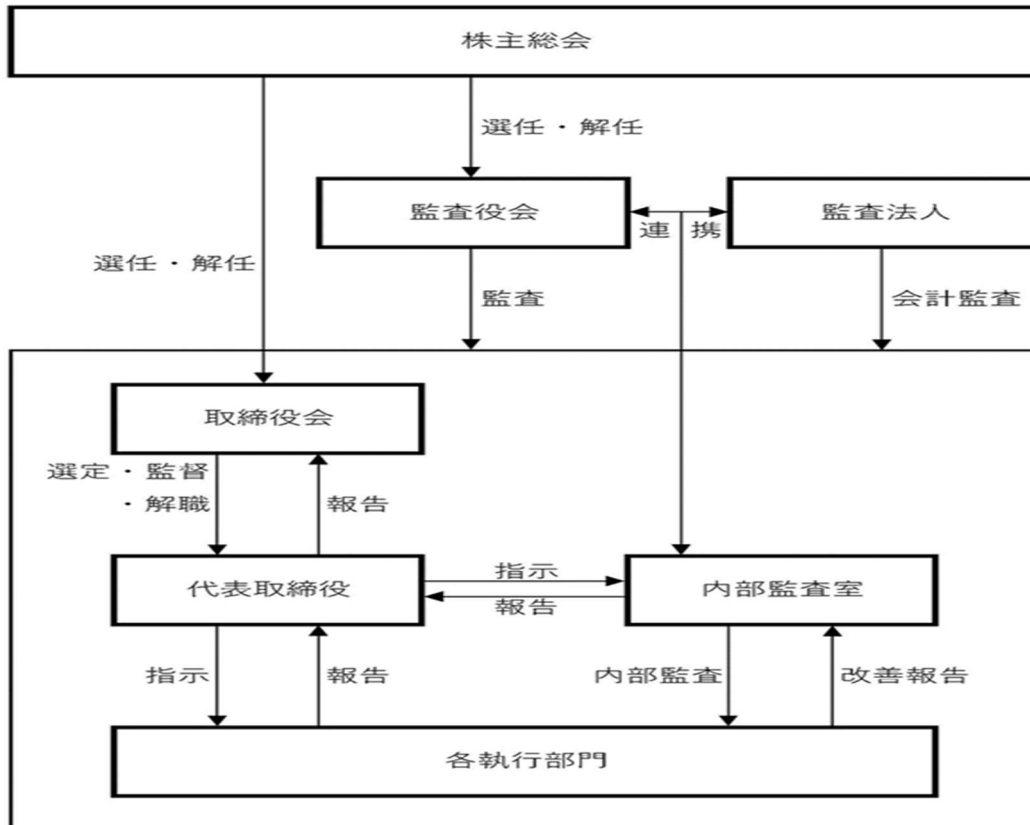 株主総会
選任・解任
監査役会
連携
監査法人
選任・解任
監査
会計監査
取締役会
選定・監督
・解職
報告
代表取締役
指示
報告
内部監査室
指示
報告
内部監査
改善報告
各執行部門